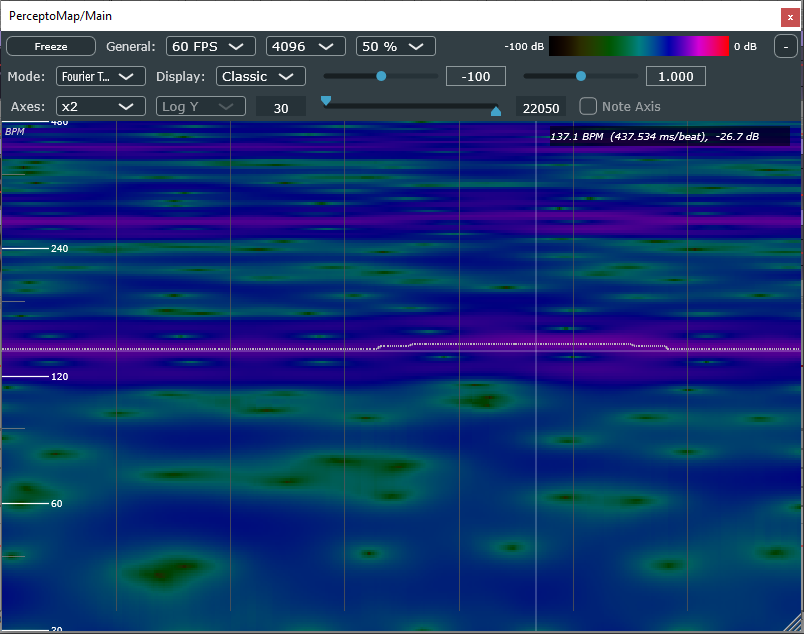 PerceptoMap/Main x
Freeze General: 60 FPS 4096 50 % -100 dB 0 dB -
Mode: Fourier T... Display: Classic -100 1.000
Axes: x2 Log Y 30 22050 Note Axis
480
BPM 137.1 BPM (437.534 ms/beat), -26.7 dB
240
120
60
30